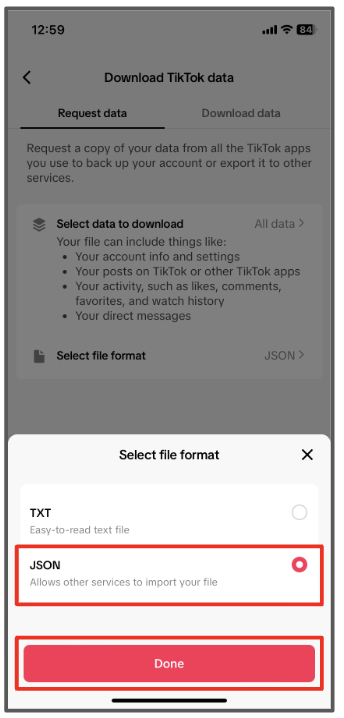 12:59
84
Download TikTok data
Request data
Download data
Request a copy of your data from all the TikTok apps
you use to back up your account or export it to other
services.
Select data to download
All data >
Your file can include things like:
• Your account info and settings
• Your posts on TikTok or other TikTok apps
• Your activity, such as likes, comments,
favorites, and watch history
• Your direct messages
Select file format
JSON >
Select file format
TXT
Easy-to-read text file
JSON
Allows other services to import your file
Done